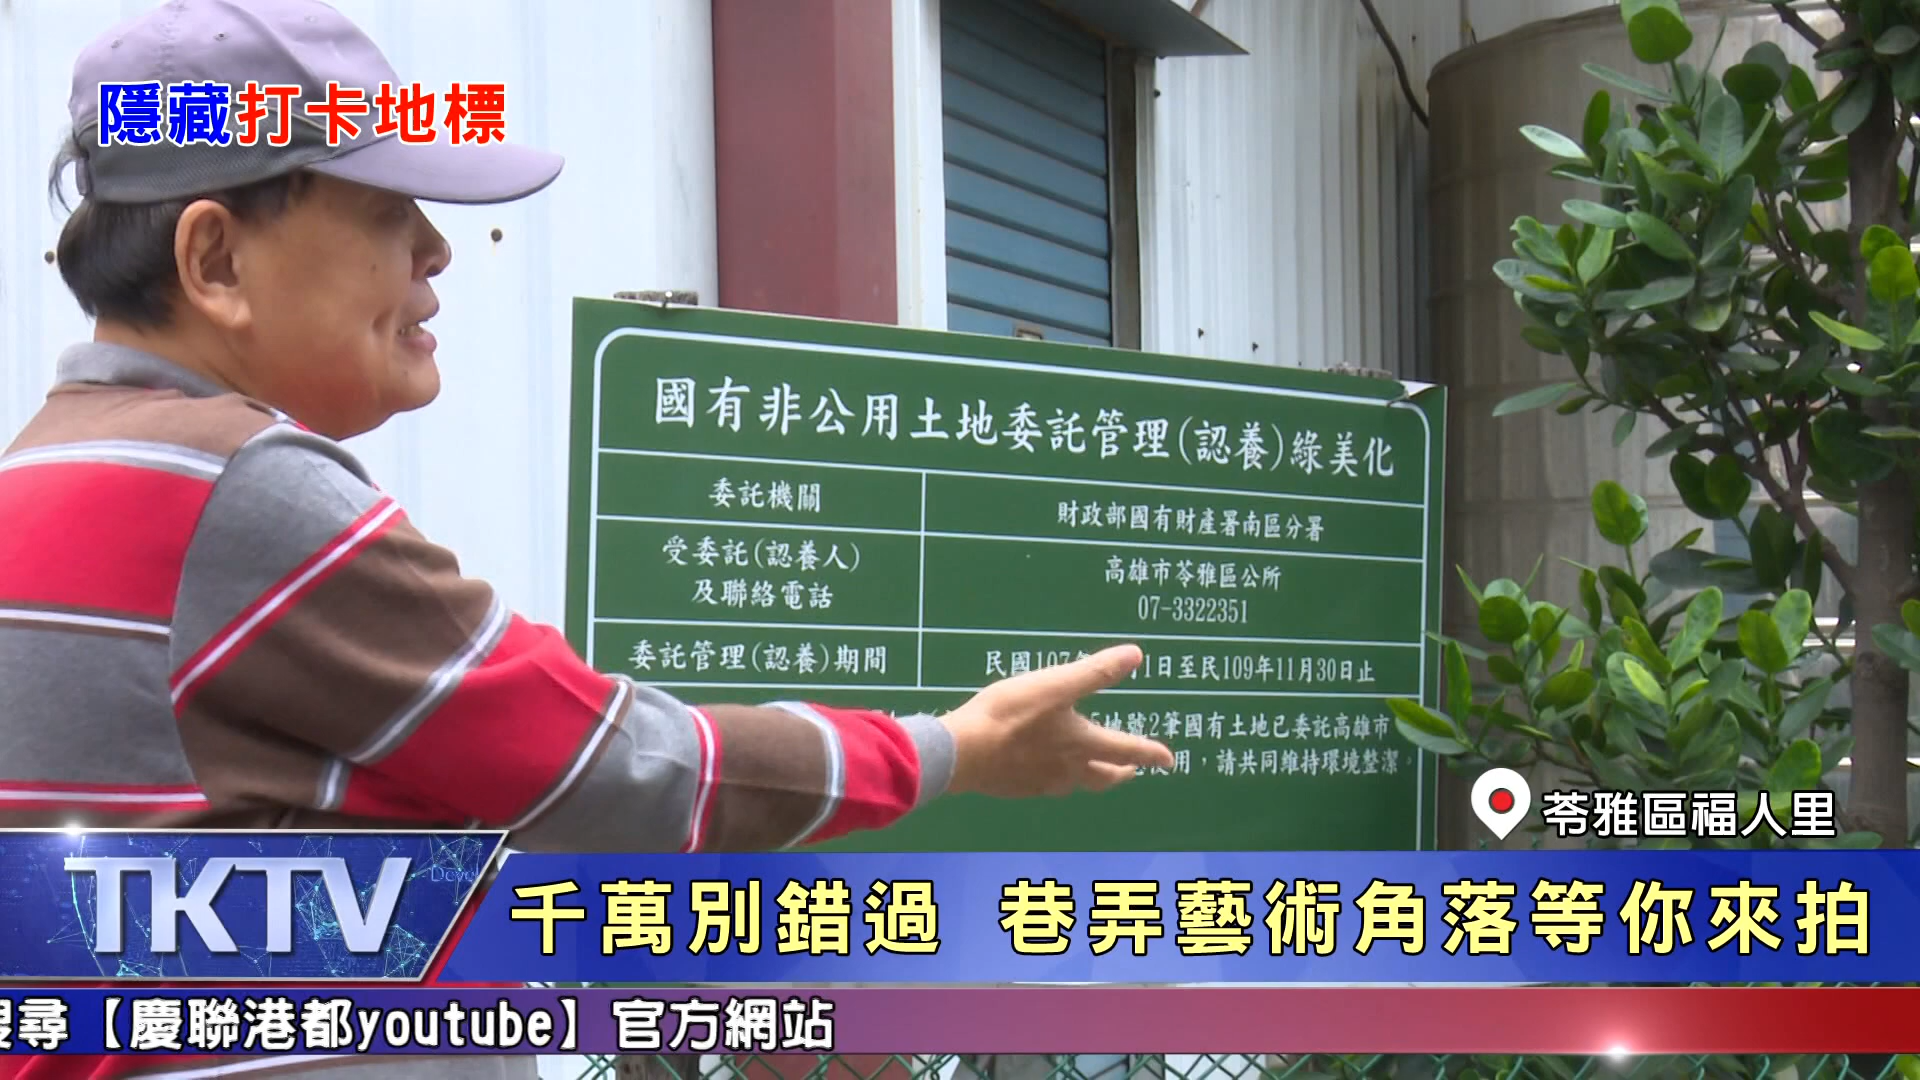 隱藏打卡地標
國有非公用土地委託管理(認養)綠美化
委託機關
財政部國有財產署南區分署
受委託(認養人)
及聯絡電話
高雄市苓雅區公所
07-3322351
委託管理(認養)期間
民國107年 1日至民109年11月30日止
地號2筆國有土地已委託高雄市
使用，請共同維持環境整潔。
苓雅區福人里
TKTV
千萬別錯過 巷弄藝術角落等你來拍
搜尋【慶聯港都youtube】官方網站